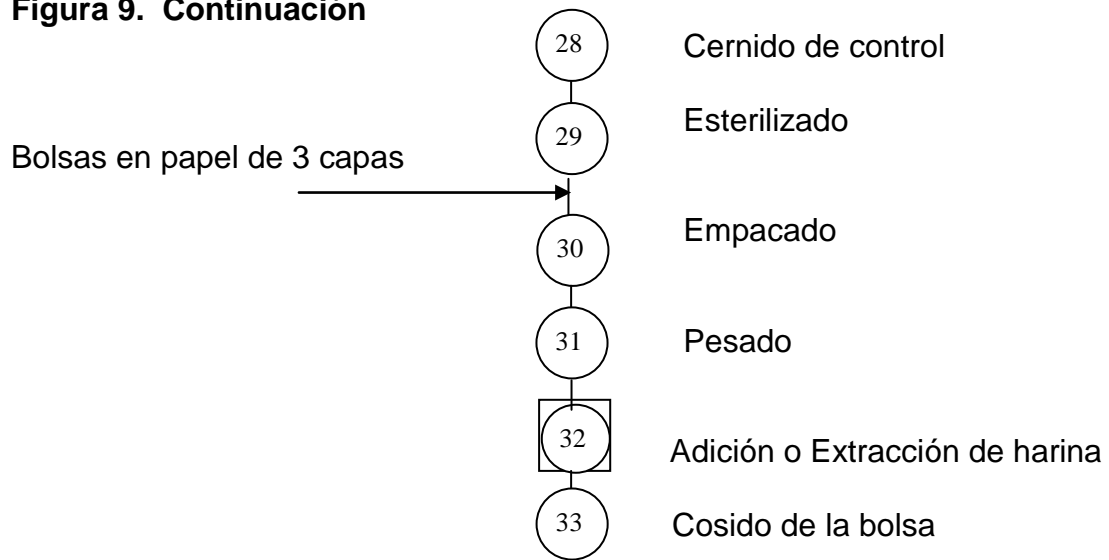 Figura 9. Continuación
28 Cernido de control
29 Esterilizado
Bolsas en papel de 3 capas
30 Empacado
31 Pesado
32 Adición o Extracción de harina
33 Cosido de la bolsa